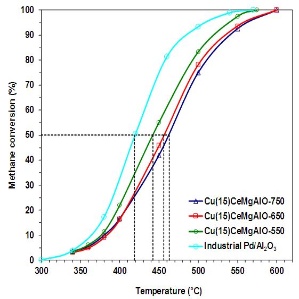 Methane conversion (%)
100
90
80
70
60
50
40
30
20
10
0
Cu(15)CeMgAlO-750
Cu(15)CeMgAlO-650
Cu(15)CeMgAlO-550
Industrial Pd/Al₂O₃
300 350 400 450 500 550 600
Temperature (°C)